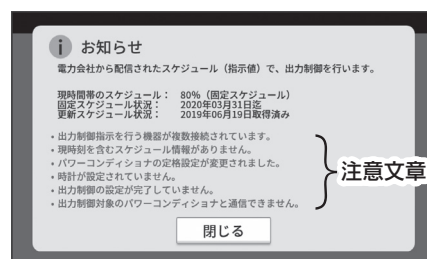 お知らせ
電力会社から配信されたスケジュール（指示値）で、出力制御を行います。
現時間帯のスケジュール： 80%（固定スケジュール）
固定スケジュール状況： 2020年03月31日迄
更新スケジュール状況： 2019年06月19日取得済み
・出力制御指示を行う機器が複数接続されています。
・現時刻を含むスケジュール情報がありません。
・パワーコンディショナの定格設定が変更されました。
・時計が設定されていません。
・出力制御の設定が完了していません。
・出力制御対象のパワーコンディショナと通信できません。
注意文章
閉じる